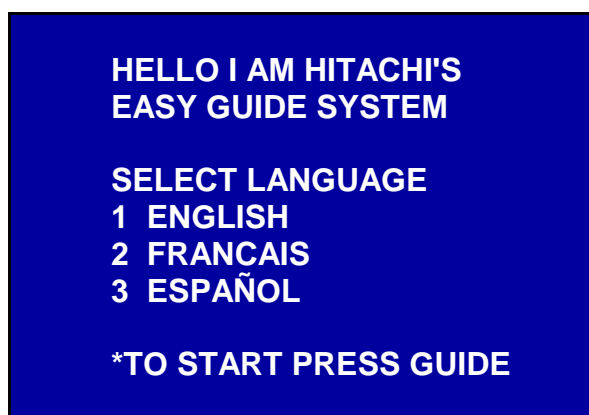 HELLO I AM HITACHI'S
EASY GUIDE SYSTEM
SELECT LANGUAGE
1 ENGLISH
2 FRANCAIS
3 ESPAÑOL
*TO START PRESS GUIDE